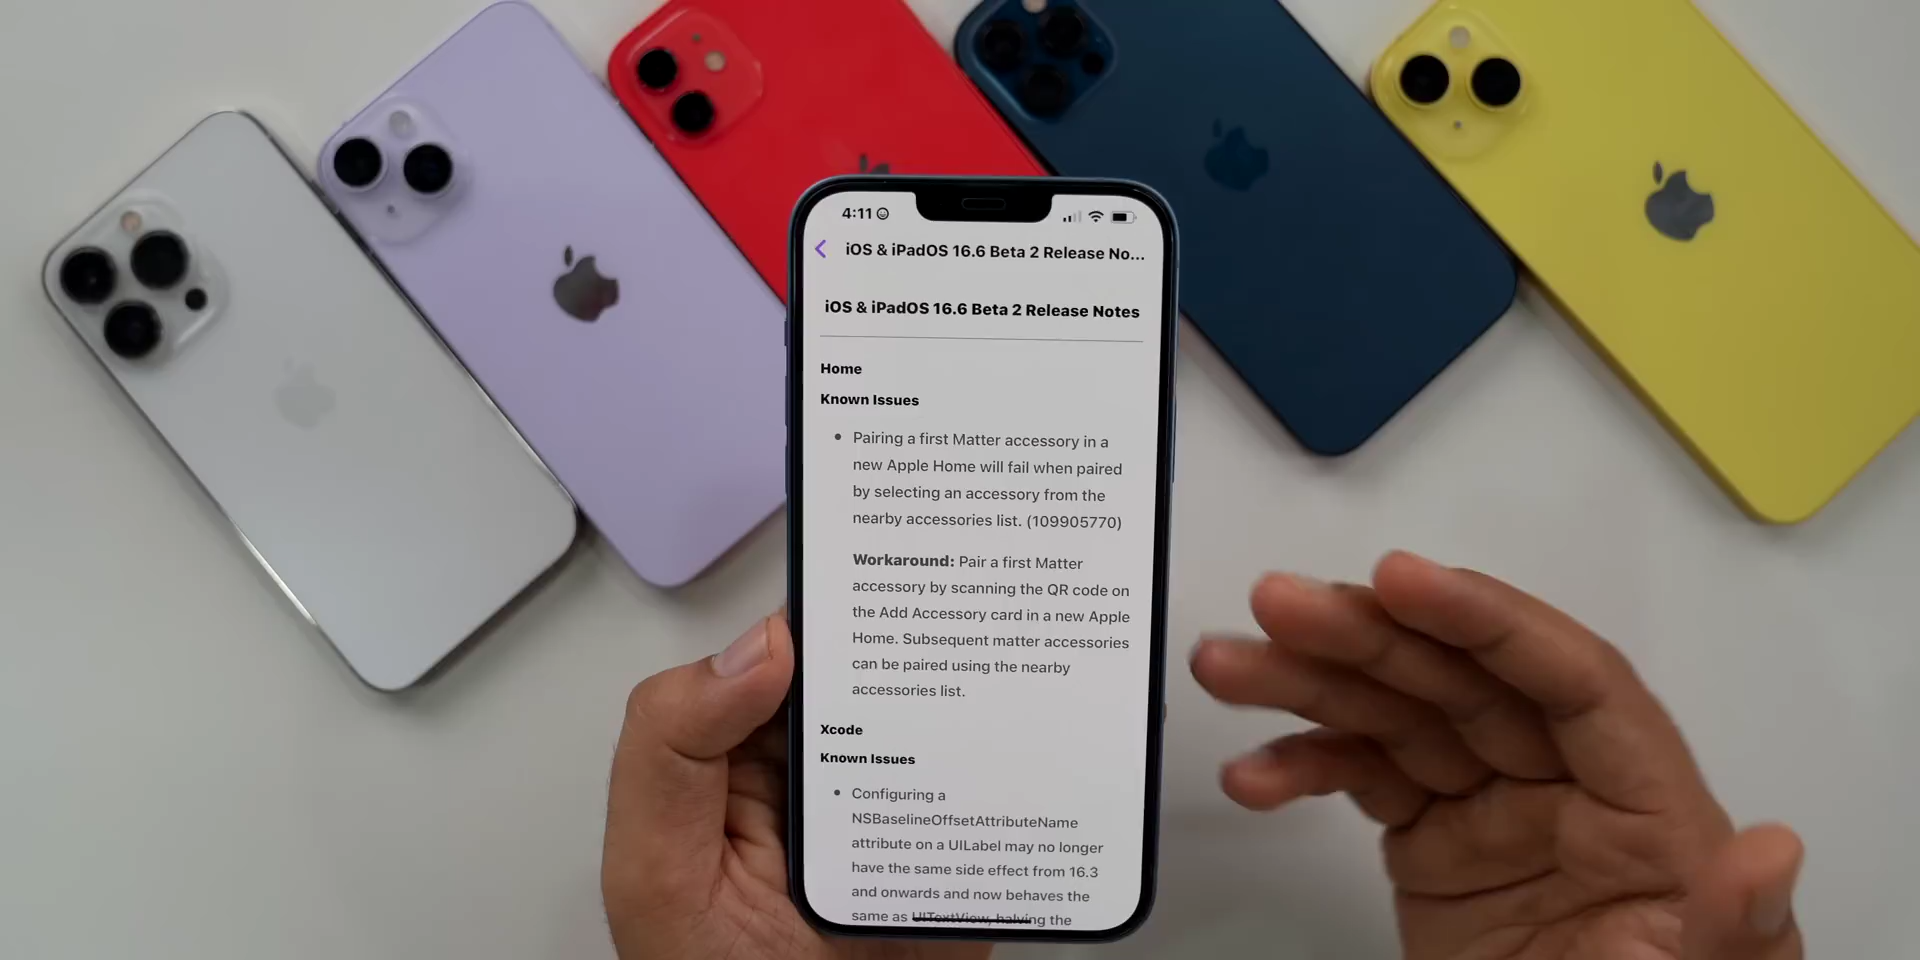 4:11
iOS & iPadOS 16.6 Beta 2 Release No...
iOS & iPadOS 16.6 Beta 2 Release Notes
Home
Known Issues
• Pairing a first Matter accessory in a
new Apple Home will fail when paired
by selecting an accessory from the
nearby accessories list. (109905770)
Workaround: Pair a first Matter
accessory by scanning the QR code on
the Add Accessory card in a new Apple
Home. Subsequent matter accessories
can be paired using the nearby
accessories list.
Xcode
Known Issues
• Configuring a
NSBaselineOffsetAttributeName
attribute on a UILabel may no longer
have the same side effect from 16.3
and onwards and now behaves the
same as UITextView, halving the